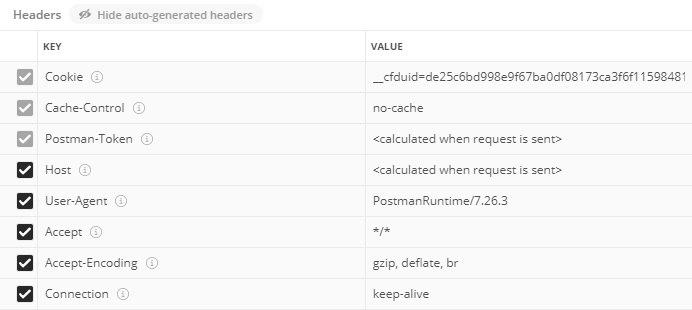 Headers Hide auto-generated headers
KEY VALUE
Cookie __cfduid=de25c6bd998e9f67ba0df08173ca3f6f11598481
Cache-Control no-cache
Postman-Token <calculated when request is sent>
Host <calculated when request is sent>
User-Agent PostmanRuntime/7.26.3
Accept */*
Accept-Encoding gzip, deflate, br
Connection keep-alive